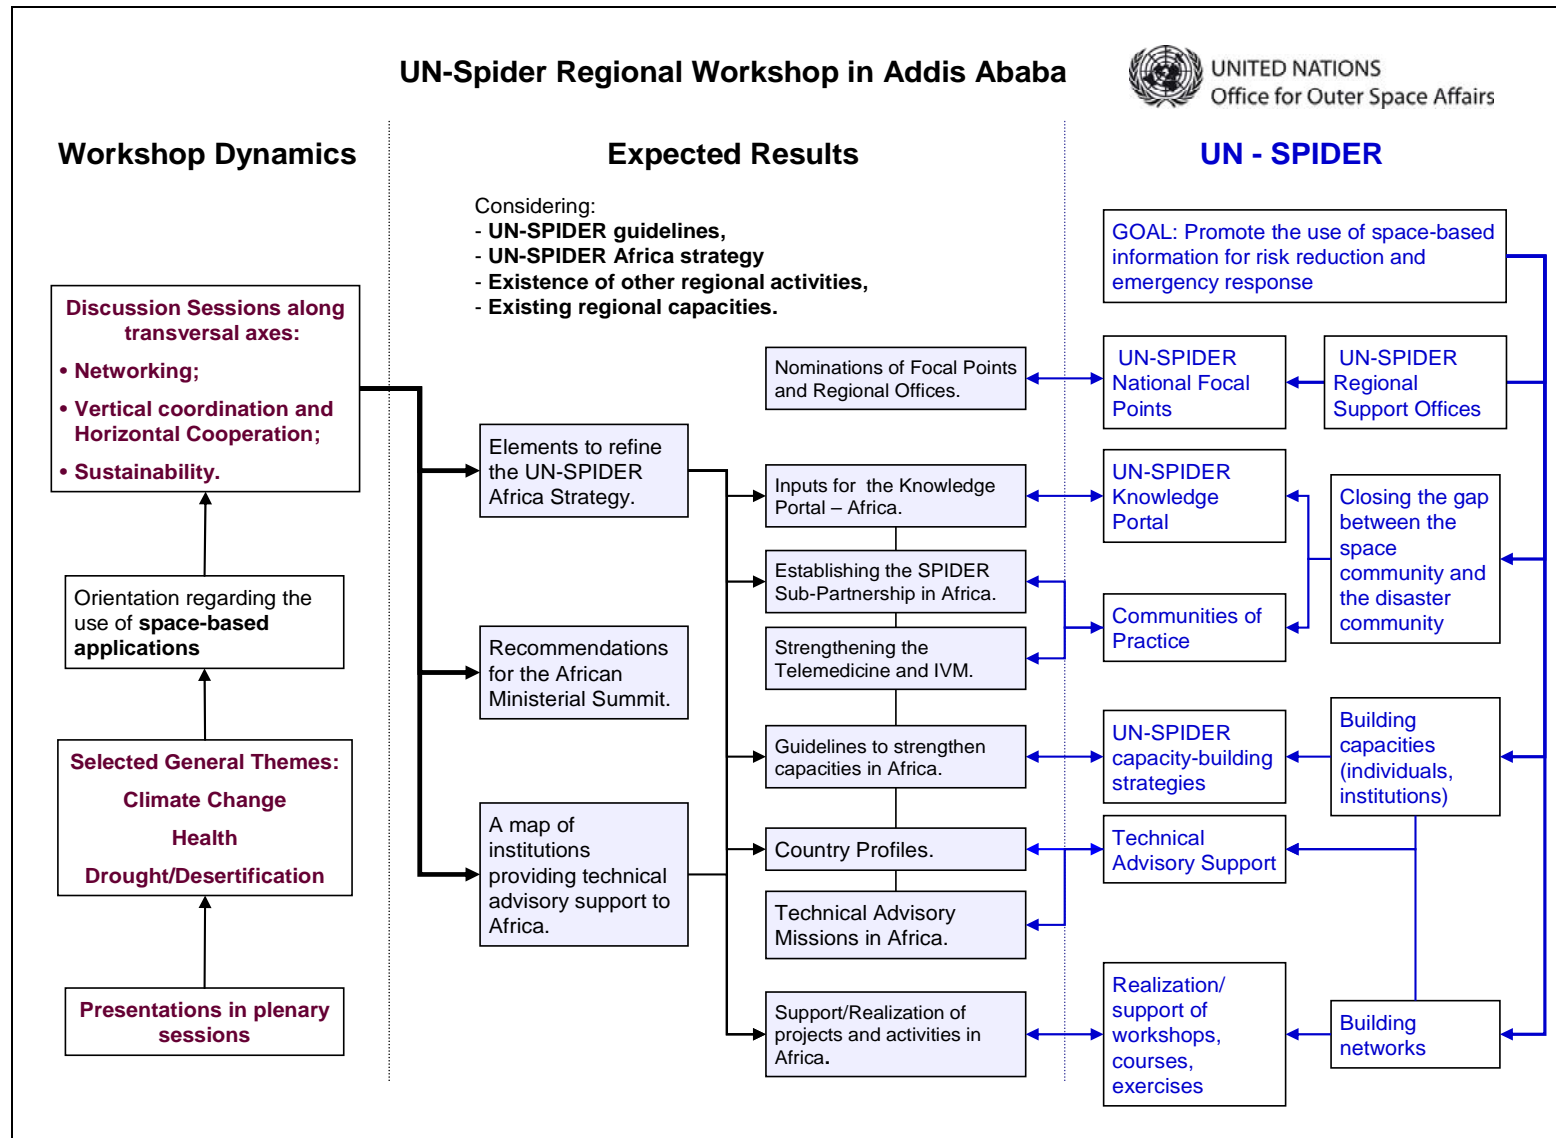 UN-Spider Regional Workshop in Addis Ababa
UNITED NATIONS
Office for Outer Space Affairs
Workshop Dynamics
Discussion Sessions along
transversal axes:
• Networking;
• Vertical coordination and
Horizontal Cooperation;
• Sustainability.
Orientation regarding the
use of space-based
applications
Selected General Themes:
Climate Change
Health
Drought/Desertification
Presentations in plenary
sessions
Expected Results
Considering:
- UN-SPIDER guidelines,
- UN-SPIDER Africa strategy
- Existence of other regional activities,
- Existing regional capacities.
Elements to refine
the UN-SPIDER
Africa Strategy.
Recommendations
for the African
Ministerial Summit.
A map of
institutions
providing technical
advisory support to
Africa.
Nominations of Focal Points
and Regional Offices.
Inputs for the Knowledge
Portal – Africa.
Establishing the SPIDER
Sub-Partnership in Africa.
Strengthening the
Telemedicine and IVM.
Guidelines to strengthen
capacities in Africa.
Country Profiles.
Technical Advisory
Missions in Africa.
Support/Realization of
projects and activities in
Africa.
UN - SPIDER
GOAL: Promote the use of space-based
information for risk reduction and
emergency response
UN-SPIDER
National Focal
Points
UN-SPIDER
Regional
Support Offices
UN-SPIDER
Knowledge
Portal
Closing the gap
between the
space
community and
the disaster
community
Communities of
Practice
UN-SPIDER
capacity-building
strategies
Building
capacities
(individuals,
institutions)
Technical
Advisory Support
Realization/
support of
workshops,
courses,
exercises
Building
networks